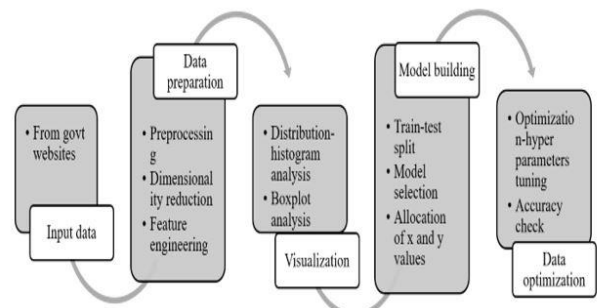 • From govt
websites
Input data
Data
preparation
• Preprocessin
g
• Dimensional
ity reduction
• Feature
engineering
• Distribution-
histogram
analysis
• Boxplot
analysis
Visualization
Model building
• Train-test
split
• Model
selection
• Allocation
of x and y
values
• Optimizatio
n-hyper
parameters
tuning
• Accuracy
check
Data
optimization